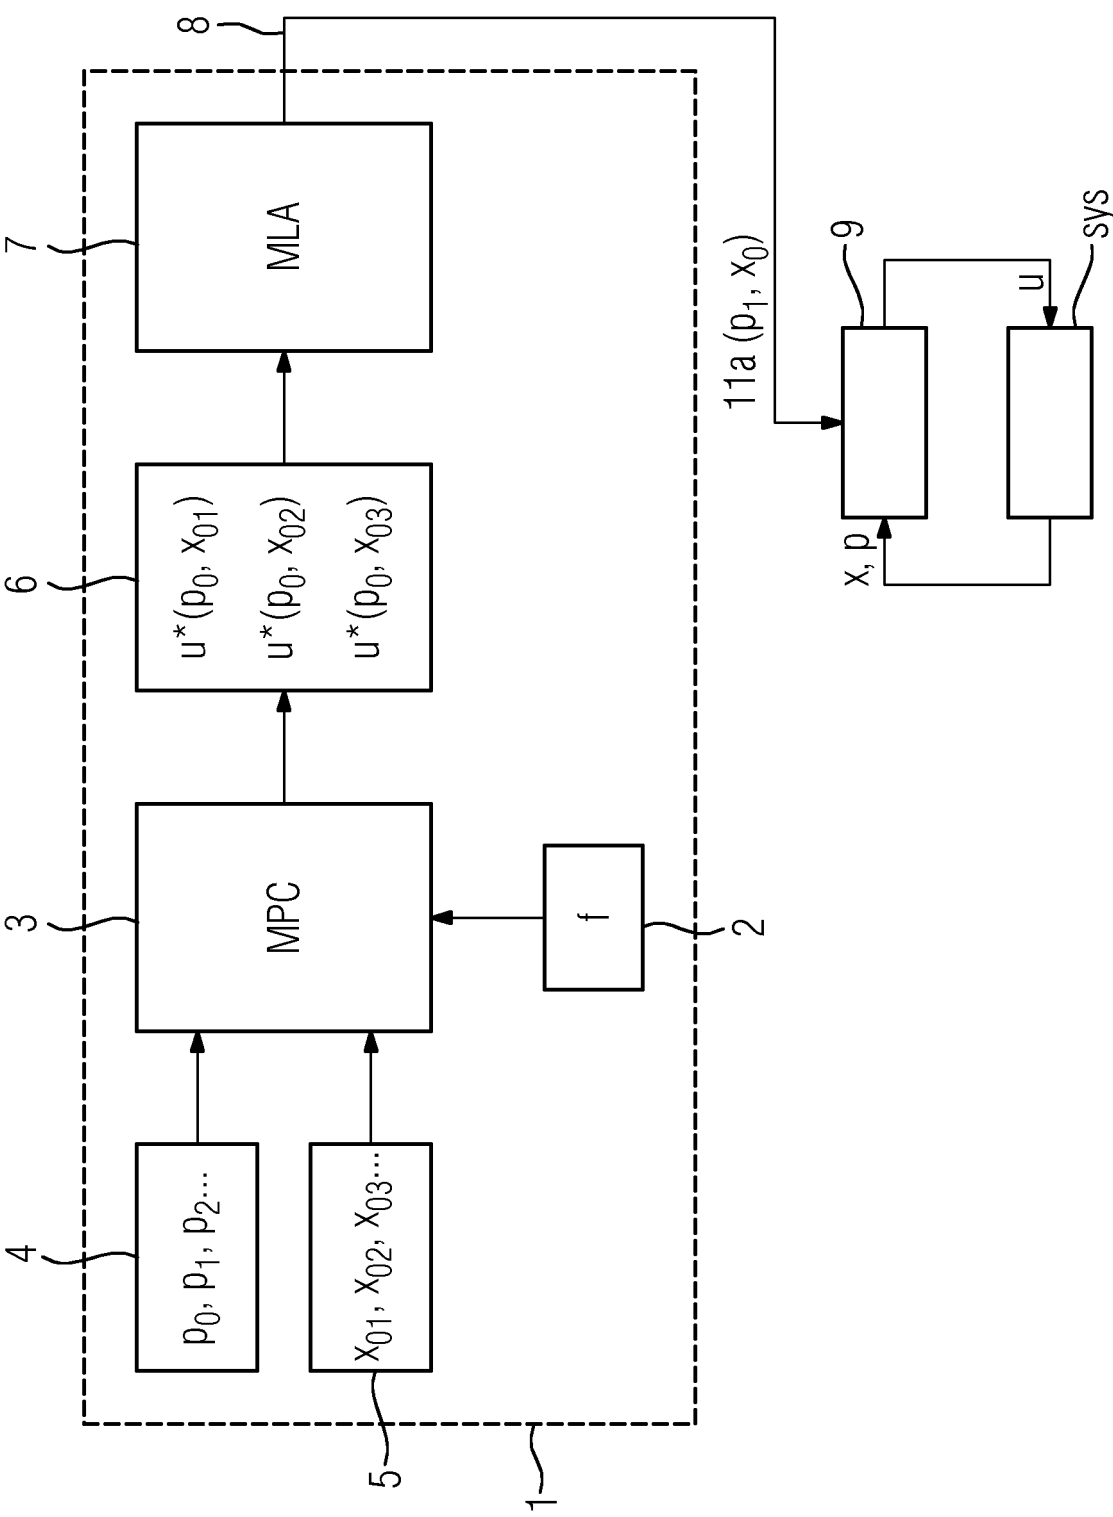 4
p₀, p₁, p₂...
5
x₀₁, x₀₂, x₀₃...
1
3
MPC
2
f
6
u*(p₀, x₀₁)
u*(p₀, x₀₂)
u*(p₀, x₀₃)
7
MLA
8
11a (p₁, x₀)
9
x, p
u
sys